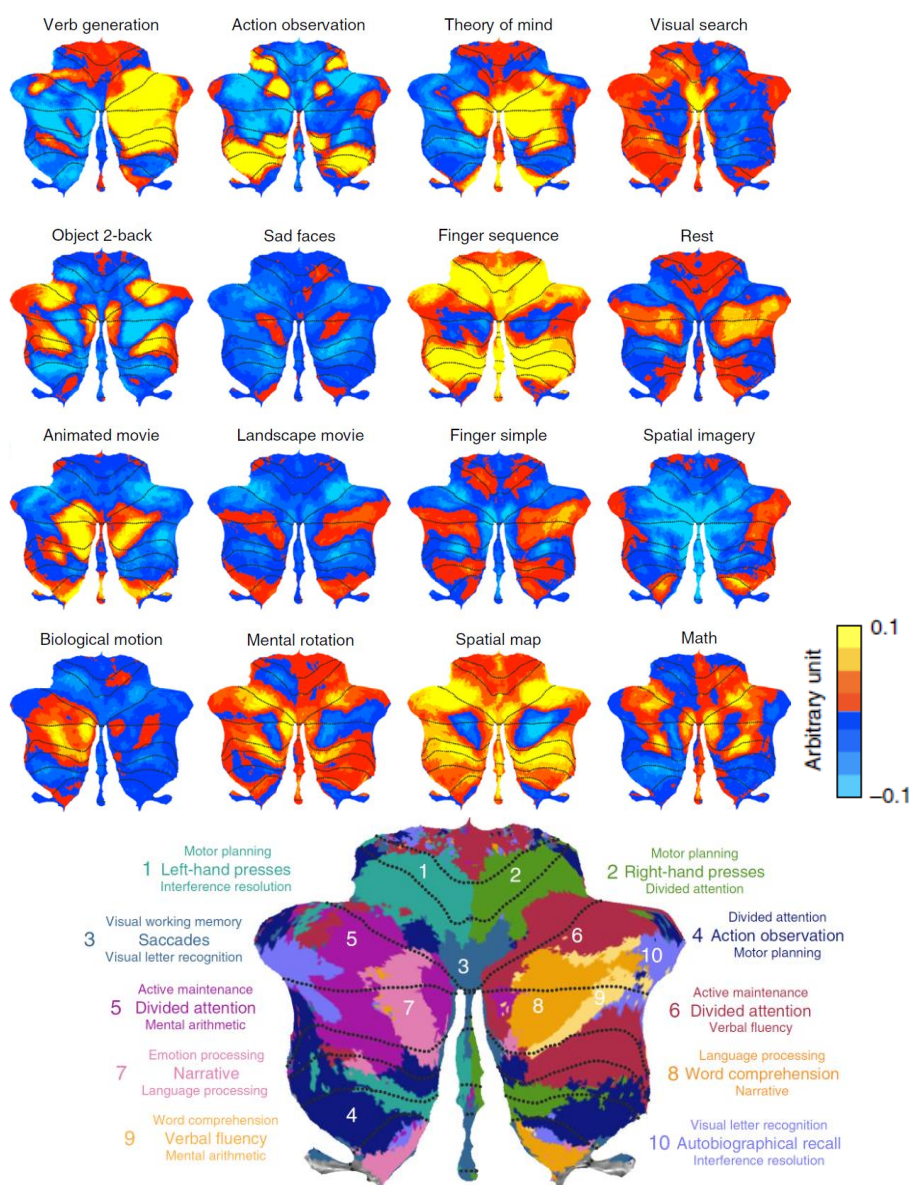 Verb generation
Action observation
Theory of mind
Visual search
Object 2-back
Sad faces
Finger sequence
Rest
Animated movie
Landscape movie
Finger simple
Spatial imagery
Biological motion
Mental rotation
Spatial map
Math
0.1
Arbitrary unit
–0.1
Motor planning
1 Left-hand presses
Interference resolution
Motor planning
2 Right-hand presses
Divided attention
Visual working memory
3 Saccades
Visual letter recognition
Divided attention
4 Action observation
Motor planning
Active maintenance
5 Divided attention
Mental arithmetic
Active maintenance
6 Divided attention
Verbal fluency
Emotion processing
7 Narrative
Language processing
Language processing
8 Word comprehension
Narrative
Word comprehension
9 Verbal fluency
Mental arithmetic
Visual letter recognition
10 Autobiographical recall
Interference resolution
1
2
5
6
3
10
7
8
9
4